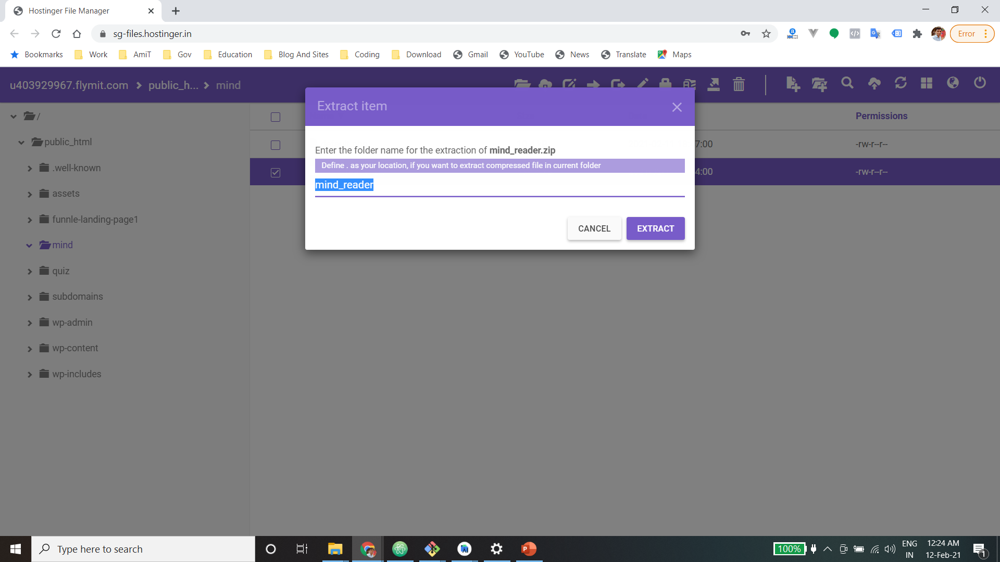 Hostinger File Manager
sg-files.hostinger.in
Error
Bookmarks Work AmiT Gov Education Blog And Sites Coding Download Gmail YouTube News Translate Maps
u403929967.flymit.com > public_h... > mind
Extract item
/
Permissions
public_html
7:00 -rw-r--r--
Enter the folder name for the extraction of mind_reader.zip
Define . as your location, if you want to extract compressed file in current folder
.well-known
4:00 -rw-r--r--
mind_reader
assets
funnle-landing-page1
CANCEL EXTRACT
mind
quiz
subdomains
wp-admin
wp-content
wp-includes
Type here to search
100%
ENG
IN
12:24 AM
12-Feb-21
1